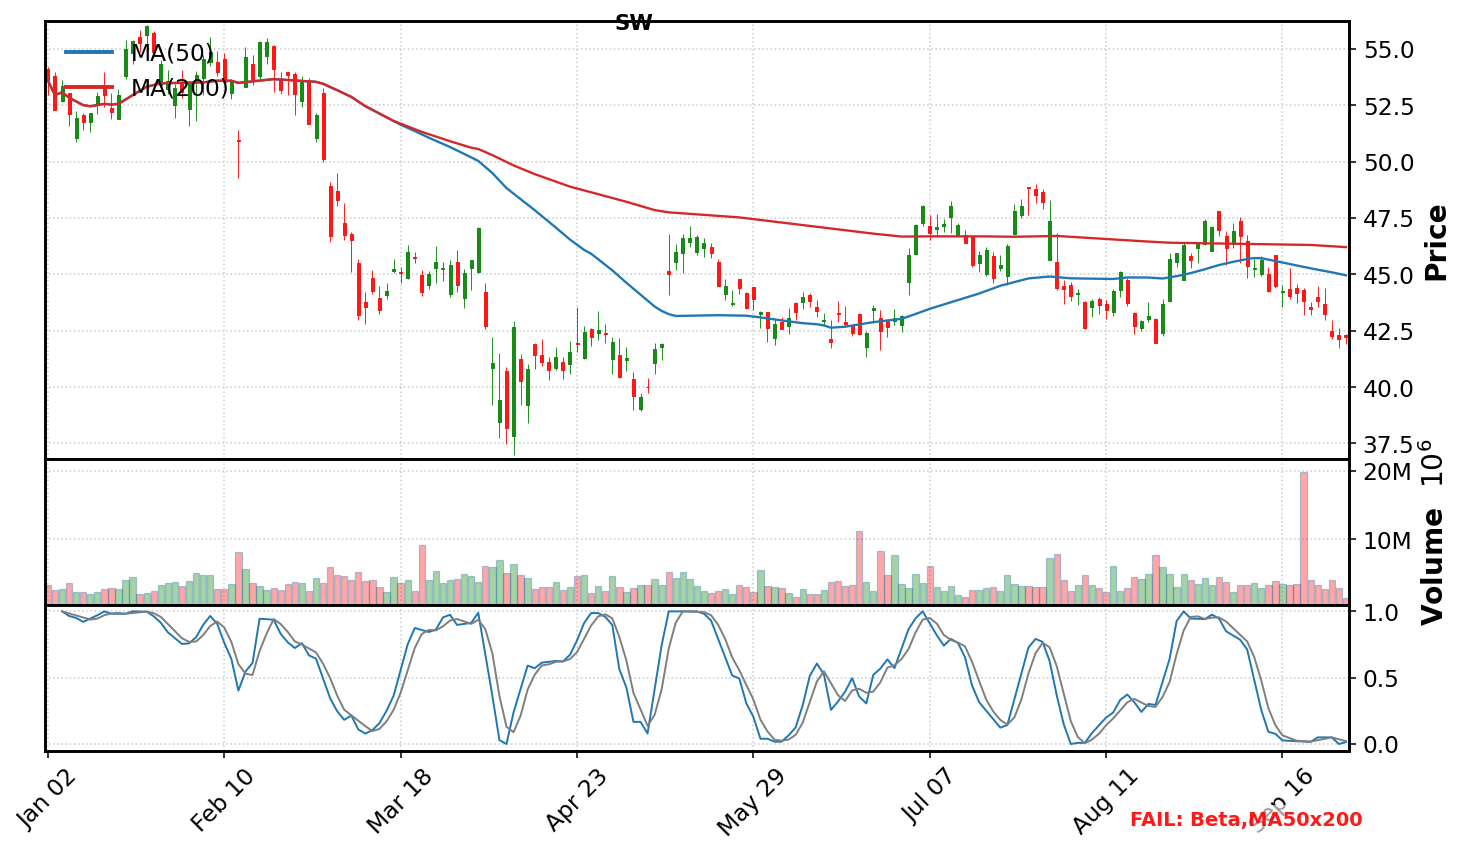 SW
MA(50)
MA(200)
55.0
52.5
50.0
47.5
45.0
42.5
40.0
37.5
Price
20M
10M
Volume 10^6
1.0
0.5
0.0
Jan 02
Feb 10
Mar 18
Apr 23
May 29
Jul 07
Aug 11
Sep 16
FAIL: Beta,MA50x200